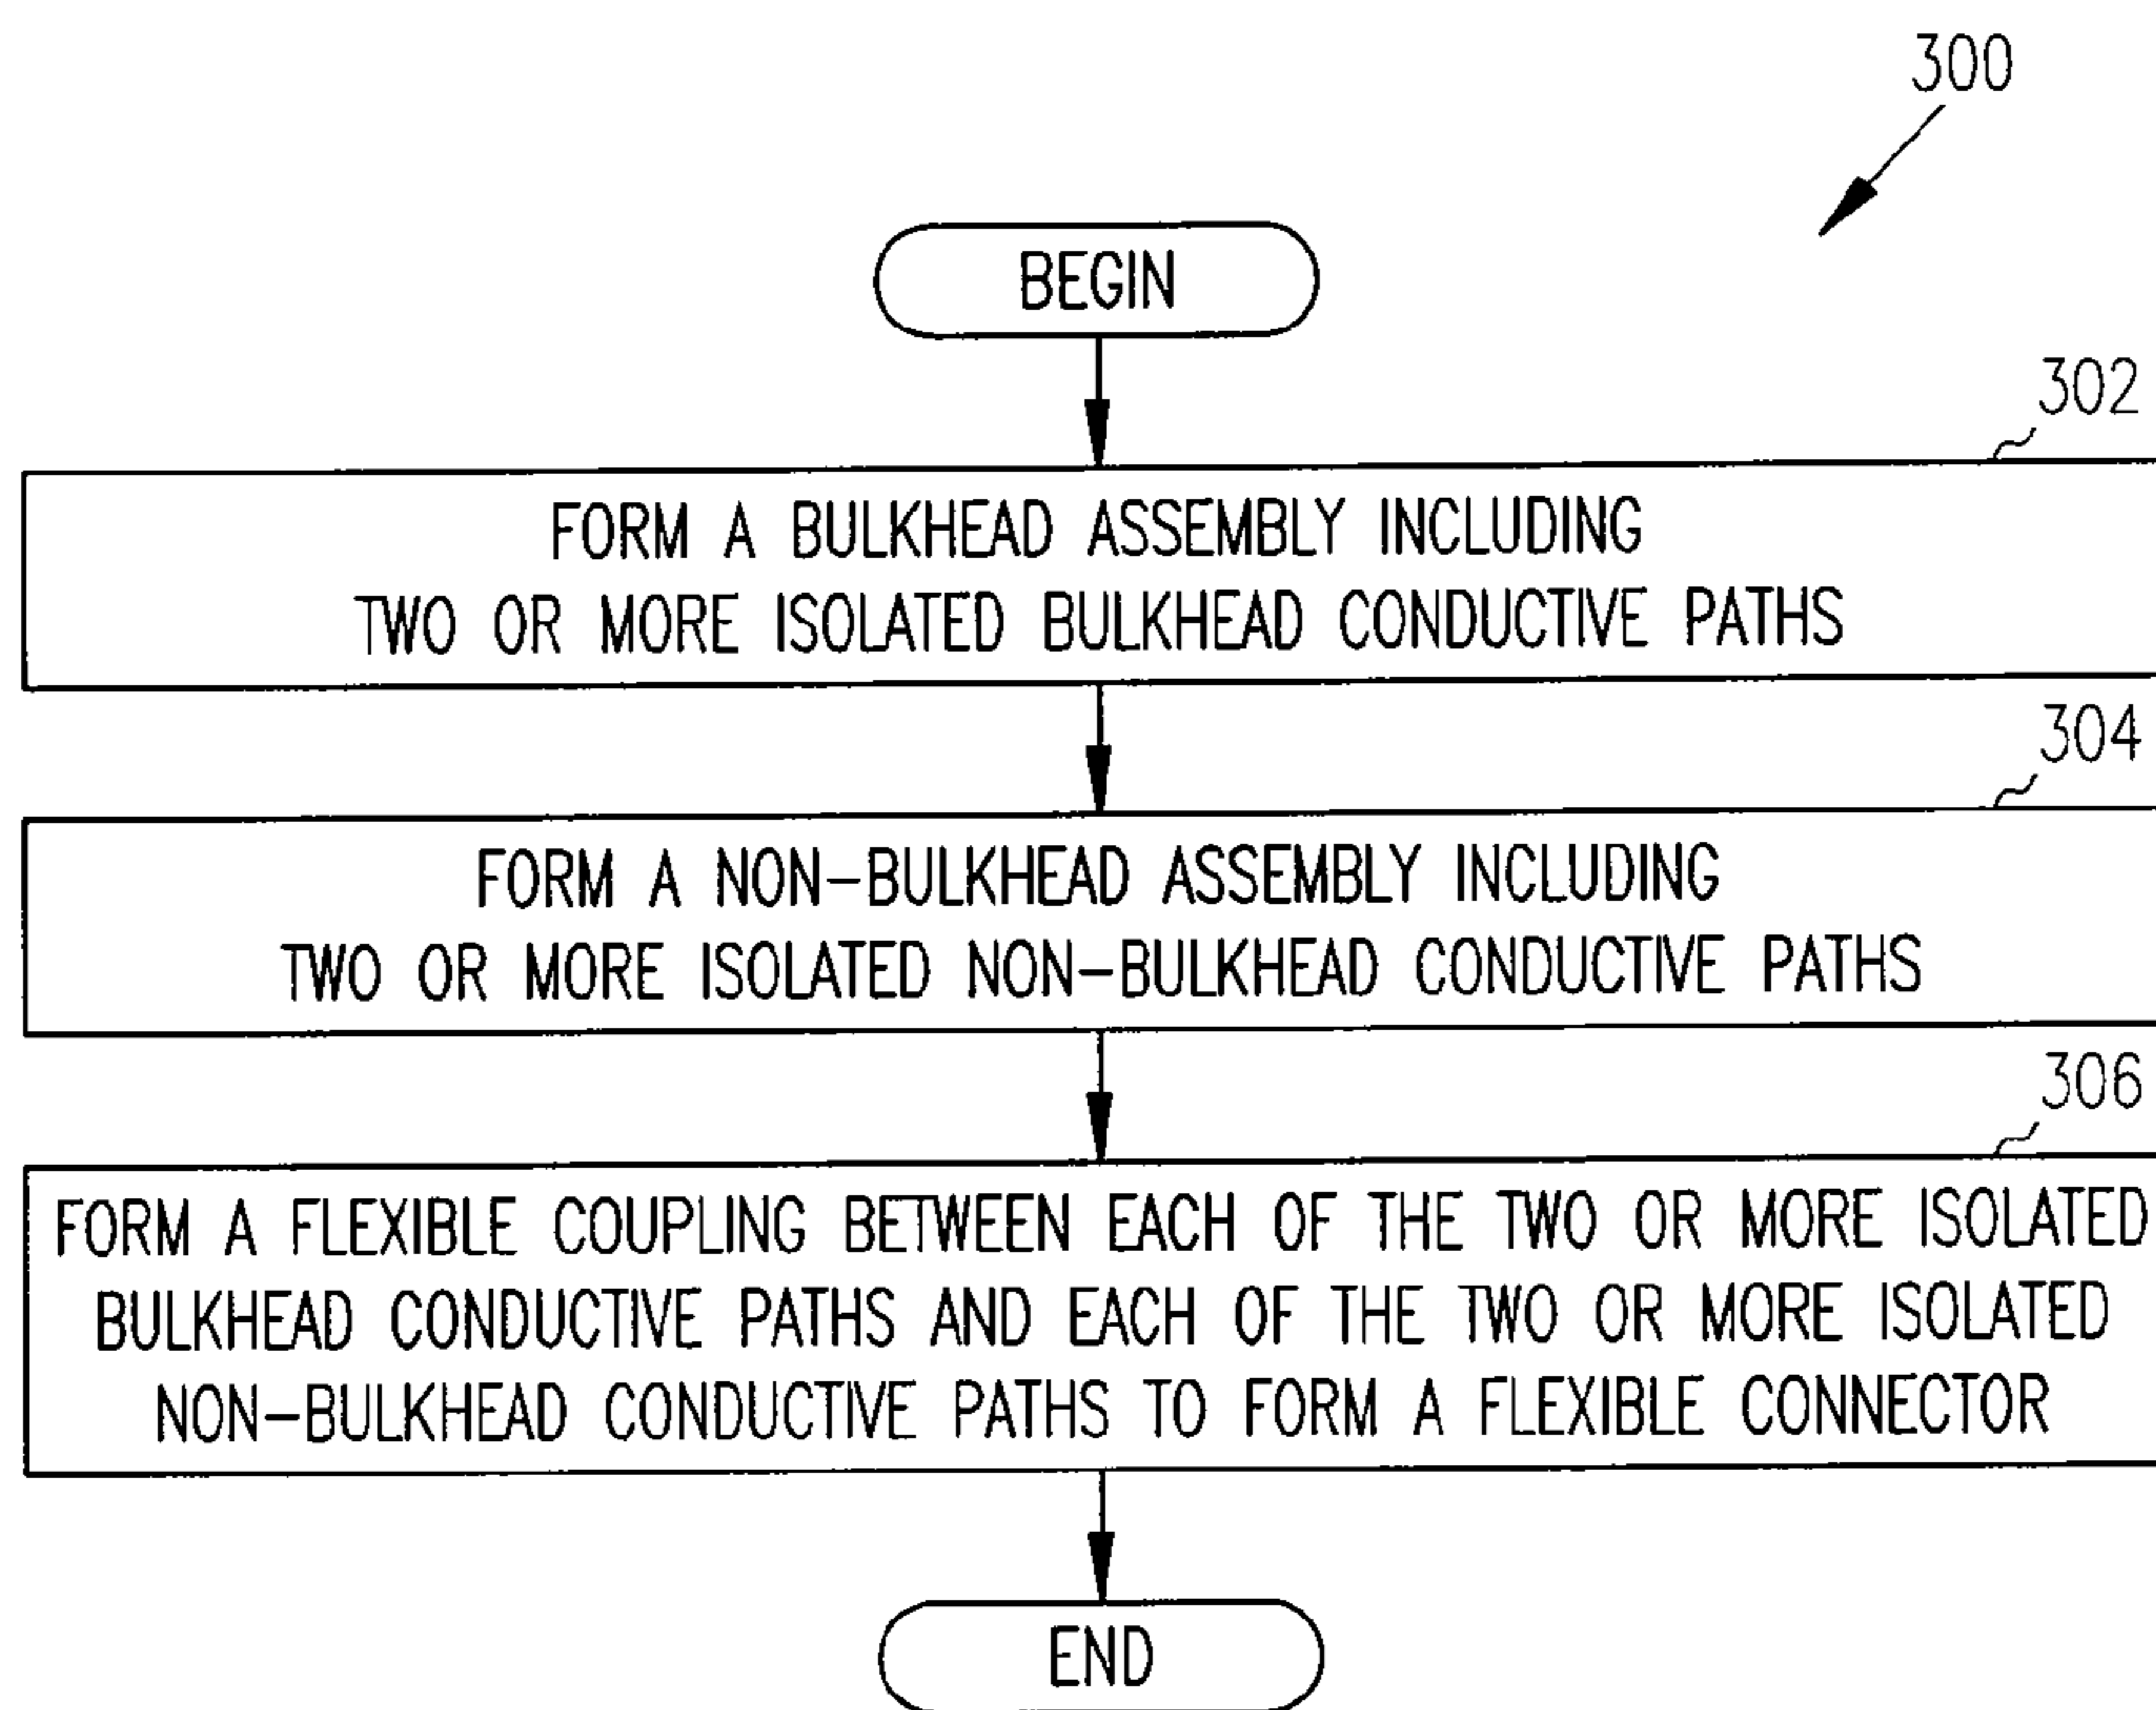 300
BEGIN
302
FORM A BULKHEAD ASSEMBLY INCLUDING
TWO OR MORE ISOLATED BULKHEAD CONDUCTIVE PATHS
304
FORM A NON-BULKHEAD ASSEMBLY INCLUDING
TWO OR MORE ISOLATED NON-BULKHEAD CONDUCTIVE PATHS
306
FORM A FLEXIBLE COUPLING BETWEEN EACH OF THE TWO OR MORE ISOLATED
BULKHEAD CONDUCTIVE PATHS AND EACH OF THE TWO OR MORE ISOLATED
NON-BULKHEAD CONDUCTIVE PATHS TO FORM A FLEXIBLE CONNECTOR
END